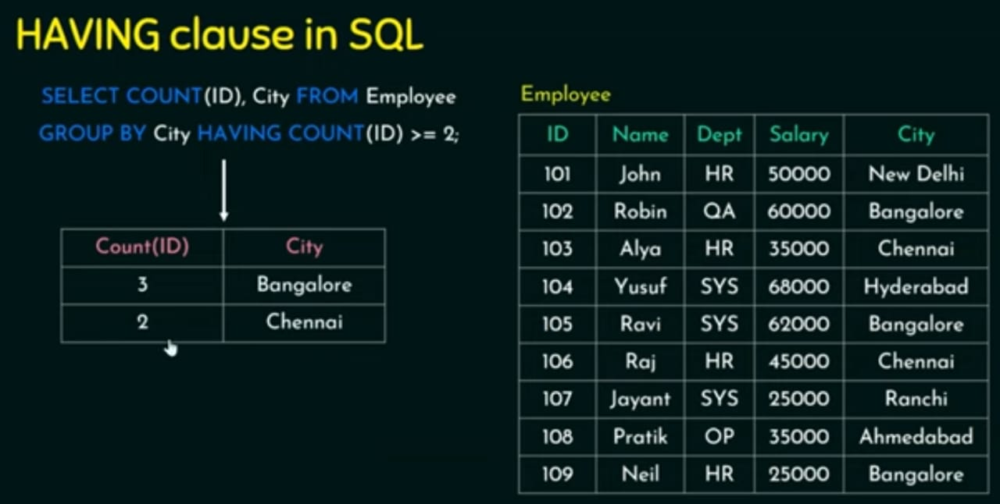 HAVING clause in SQL
SELECT COUNT(ID), City FROM Employee
GROUP BY City HAVING COUNT(ID) >= 2;
Count(ID) City
3 Bangalore
2 Chennai
Employee
ID Name Dept Salary City
101 John HR 50000 New Delhi
102 Robin QA 60000 Bangalore
103 Alya HR 35000 Chennai
104 Yusuf SYS 68000 Hyderabad
105 Ravi SYS 62000 Bangalore
106 Raj HR 45000 Chennai
107 Jayant SYS 25000 Ranchi
108 Pratik OP 35000 Ahmedabad
109 Neil HR 25000 Bangalore